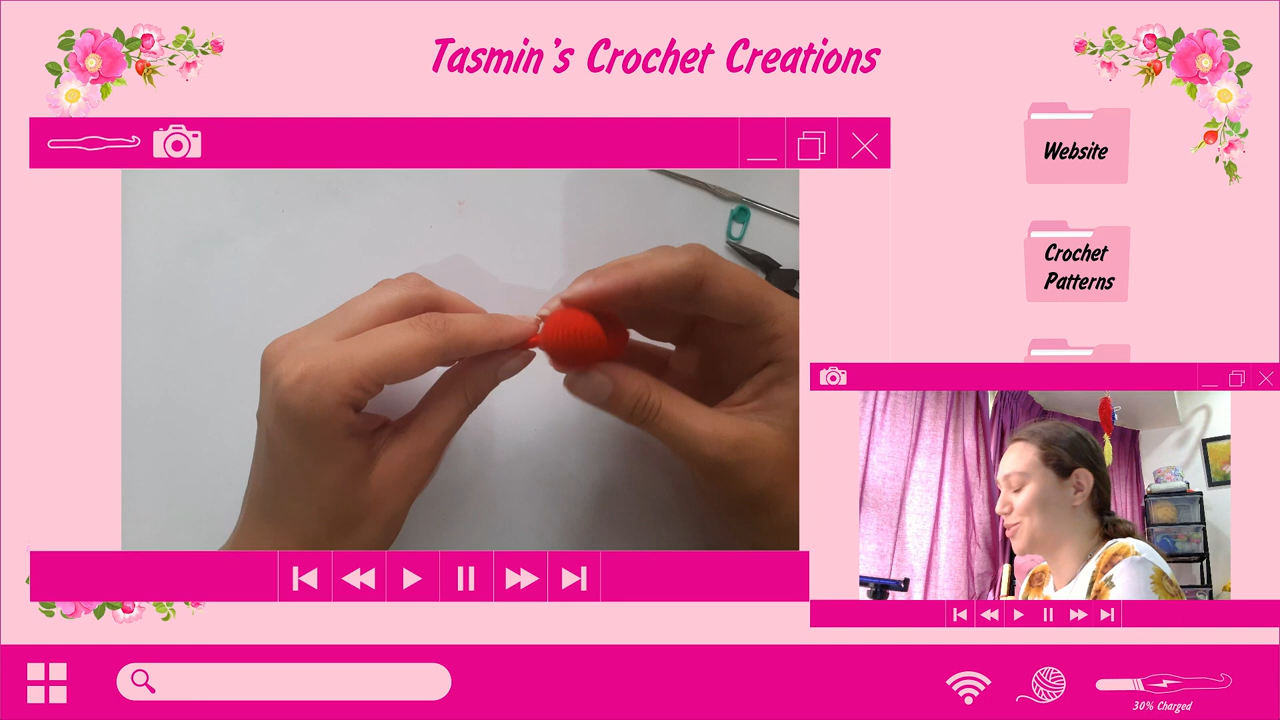 Tasmin's Crochet Creations
Website
Crochet
Patterns
30% Charged